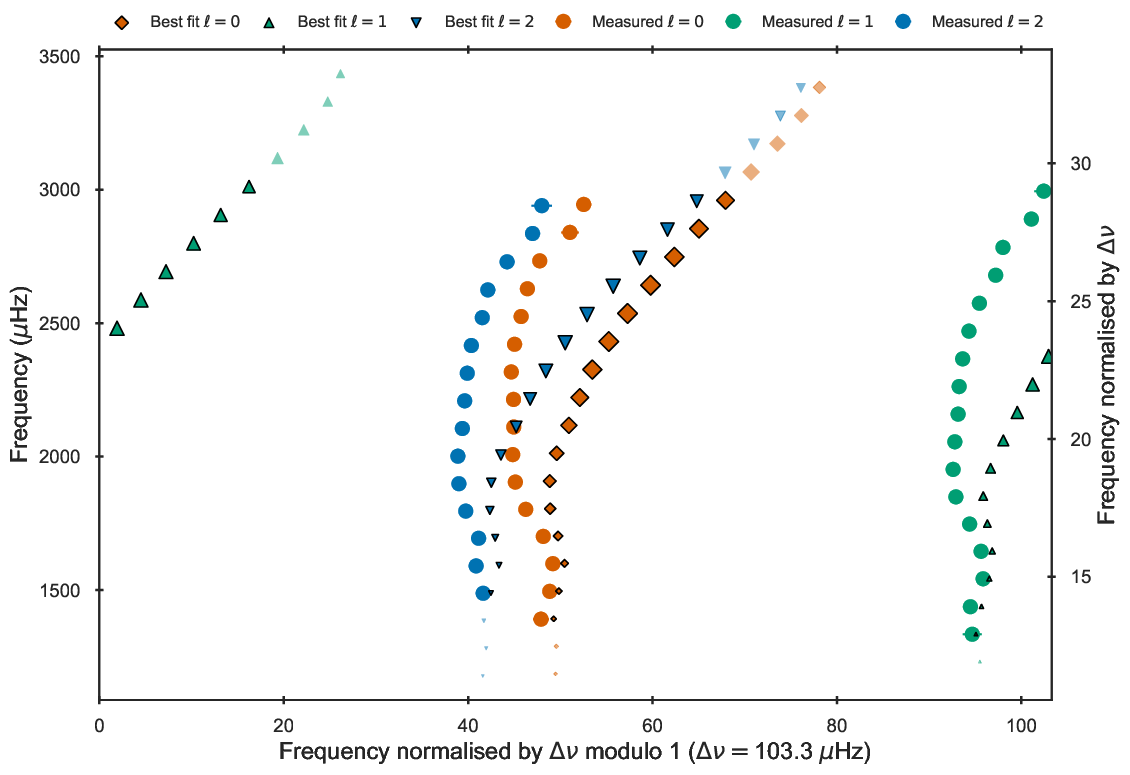 Best fit ℓ = 0 Best fit ℓ = 1 Best fit ℓ = 2 Measured ℓ = 0 Measured ℓ = 1 Measured ℓ = 2
3500
3000
2500
2000
1500
Frequency (μHz)
30
25
20
15
Frequency normalised by Δν
0 20 40 60 80 100
Frequency normalised by Δν modulo 1 (Δν = 103.3 μHz)